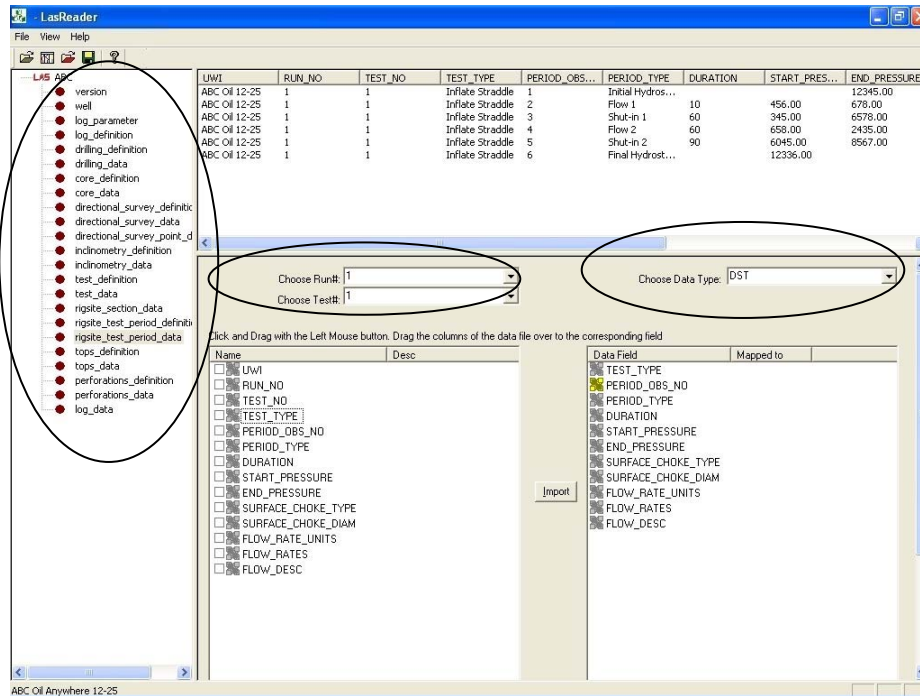 - LasReader
File View Help
LAS ABC
version
well
log_parameter
log_definition
drilling_definition
drilling_data
core_definition
core_data
directional_survey_definitic
directional_survey_data
directional_survey_point_d
inclinometry_definition
inclinometry_data
test_definition
test_data
rigsite_section_data
rigsite_test_period_definiti
rigsite_test_period_data
tops_definition
tops_data
perforations_definition
perforations_data
log_data
UWI RUN_NO TEST_NO TEST_TYPE PERIOD_OBS... PERIOD_TYPE DURATION START_PRES... END_PRESSURE
ABC Oil 12-25 1 1 Inflate Straddle 1 Initial Hydros... 12345.00
ABC Oil 12-25 1 1 Inflate Straddle 2 Flow 1 10 456.00 678.00
ABC Oil 12-25 1 1 Inflate Straddle 3 Shut-in 1 60 345.00 6578.00
ABC Oil 12-25 1 1 Inflate Straddle 4 Flow 2 60 658.00 2435.00
ABC Oil 12-25 1 1 Inflate Straddle 5 Shut-in 2 90 6045.00 8567.00
ABC Oil 12-25 1 1 Inflate Straddle 6 Final Hydrost... 12336.00
Choose Run#: 1 Choose Data Type: DST
Choose Test#: 1
Click and Drag with the Left Mouse button. Drag the columns of the data file over to the corresponding field
Name Desc
UWI
RUN_NO
TEST_NO
TEST_TYPE
PERIOD_OBS_NO
PERIOD_TYPE
DURATION
START_PRESSURE
END_PRESSURE
SURFACE_CHOKE_TYPE
SURFACE_CHOKE_DIAM
FLOW_RATE_UNITS
FLOW_RATES
FLOW_DESC
Import
Data Field Mapped to
TEST_TYPE
PERIOD_OBS_NO
PERIOD_TYPE
DURATION
START_PRESSURE
END_PRESSURE
SURFACE_CHOKE_TYPE
SURFACE_CHOKE_DIAM
FLOW_RATE_UNITS
FLOW_RATES
FLOW_DESC
ABC Oil Anywhere 12-25